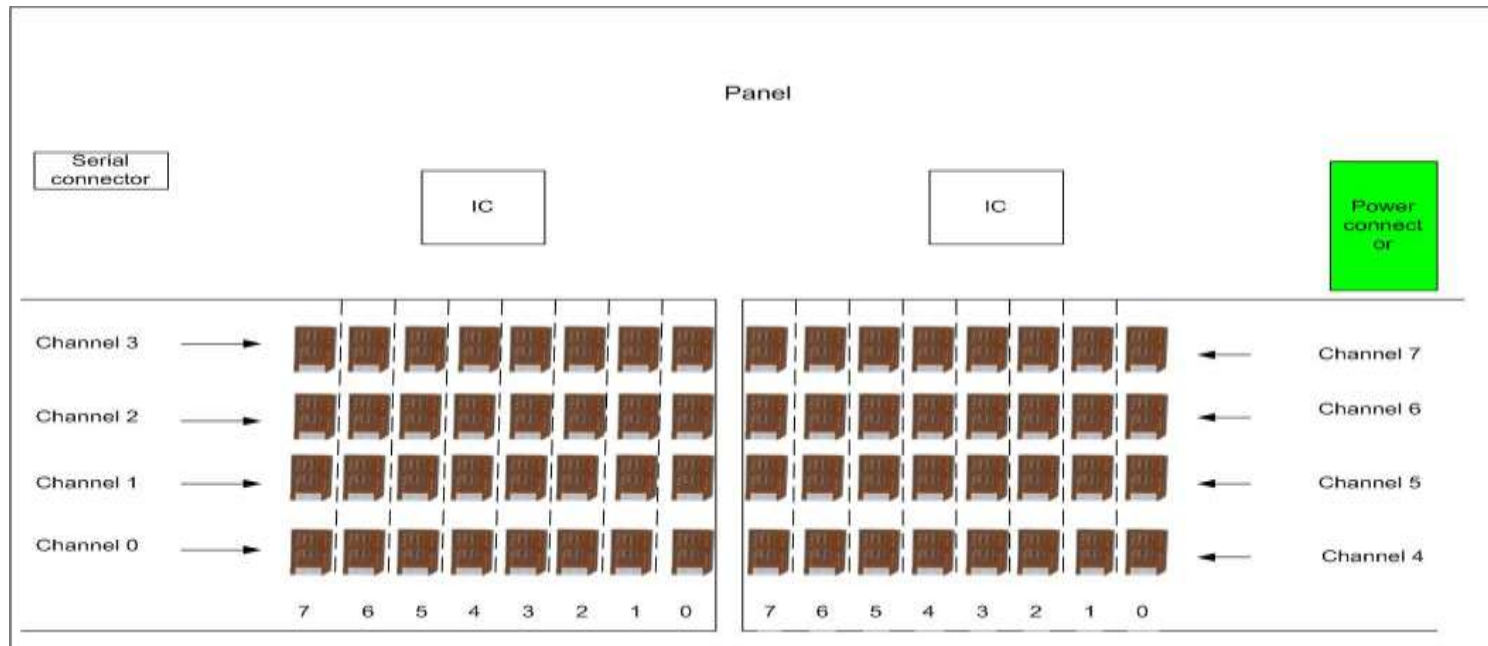 Panel
Serial
connector
IC
IC
Power
connect
or
Channel 3
Channel 7
Channel 2
Channel 6
Channel 1
Channel 5
Channel 0
Channel 4
7 6 5 4 3 2 1 0
7 6 5 4 3 2 1 0